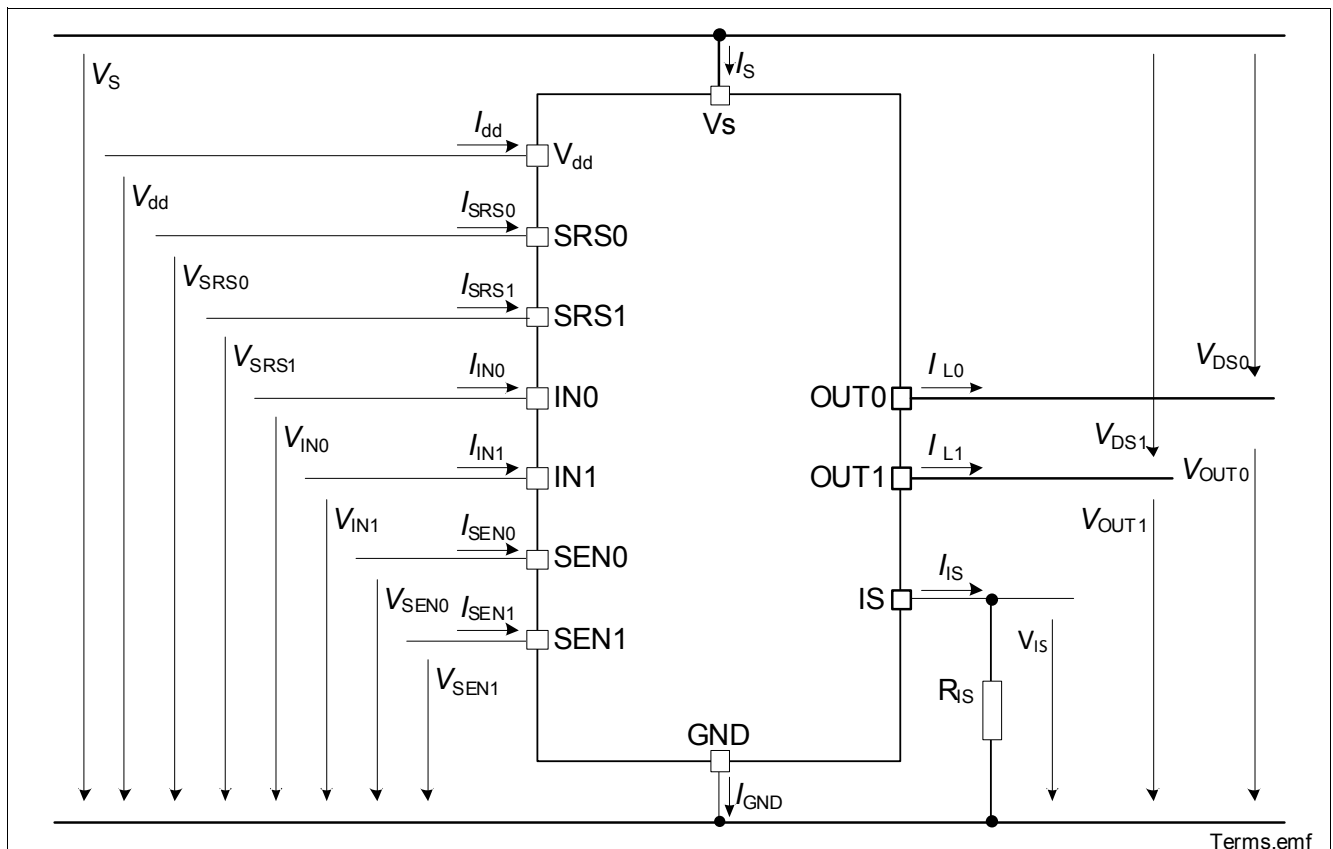 VS
IS
Vs
Idd
Vdd
Vdd
ISRS0
SRS0
VSRS0
ISRS1
SRS1
VSRS1
IIN0
IN0
VIN0
IIN1
IN1
VIN1
ISEN0
SEN0
VSEN0
ISEN1
SEN1
VSEN1
VDS0
I L0
OUT0
VDS1
I L1
OUT1
VOUT0
VOUT1
IIS
IS
VIS
RIS
GND
IGND
Terms.emf